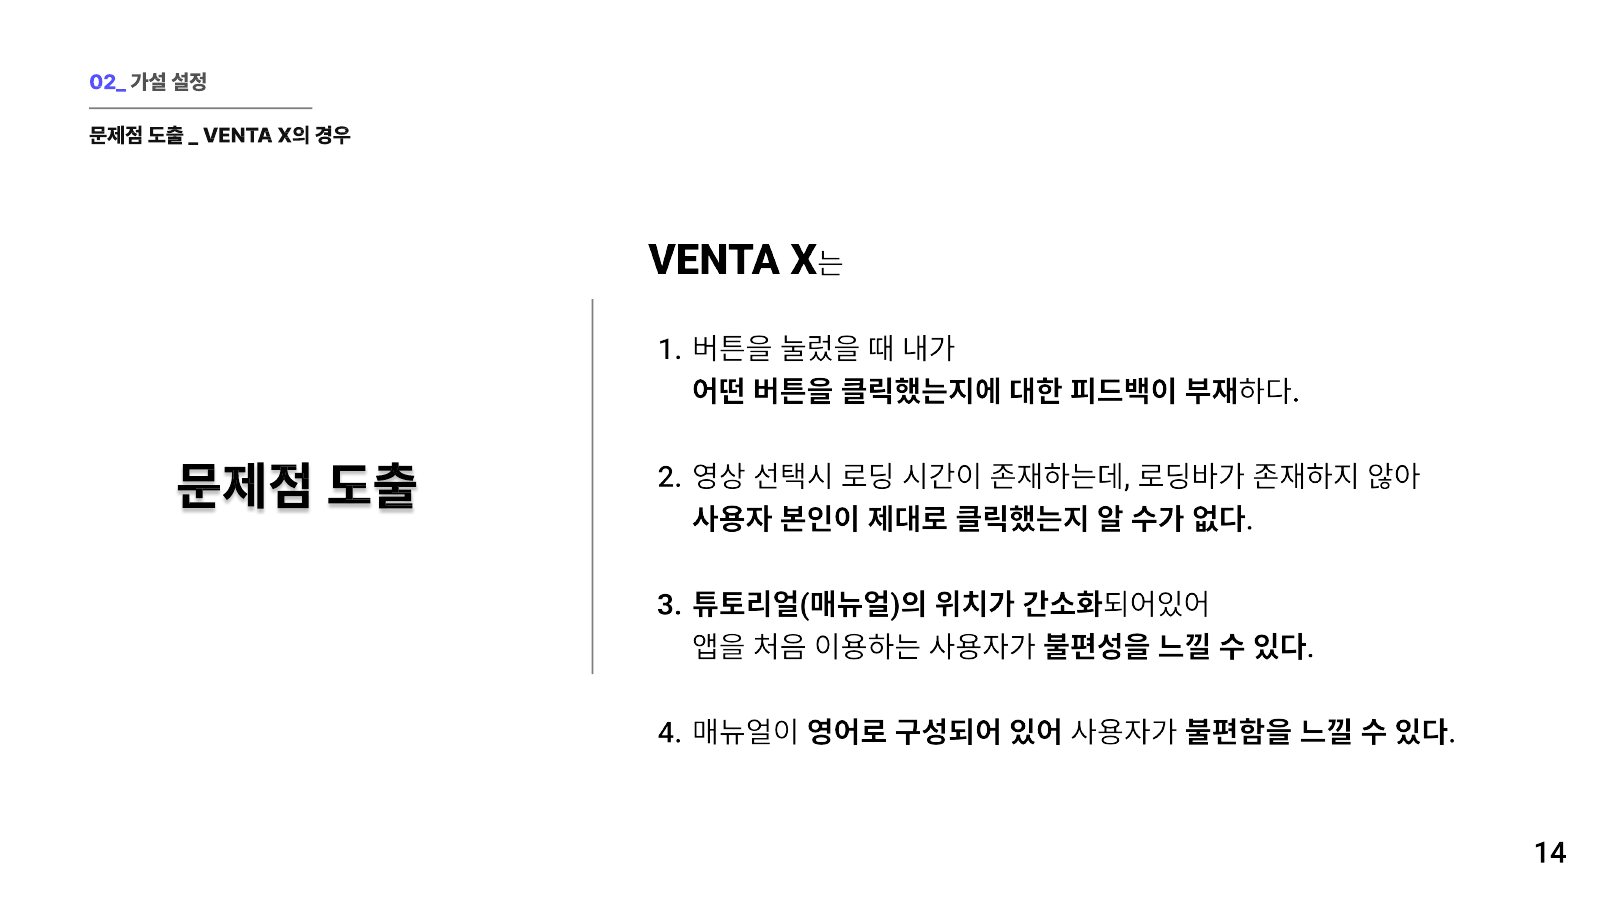 02_ 가설 설정
문제점 도출 _ VENTA X의 경우
문제점 도출
VENTA X는
1. 버튼을 눌렀을 때 내가
어떤 버튼을 클릭했는지에 대한 피드백이 부재하다.
2. 영상 선택시 로딩 시간이 존재하는데, 로딩바가 존재하지 않아
사용자 본인이 제대로 클릭했는지 알 수가 없다.
3. 튜토리얼(매뉴얼)의 위치가 간소화되어있어
앱을 처음 이용하는 사용자가 불편성을 느낄 수 있다.
4. 매뉴얼이 영어로 구성되어 있어 사용자가 불편함을 느낄 수 있다.
14